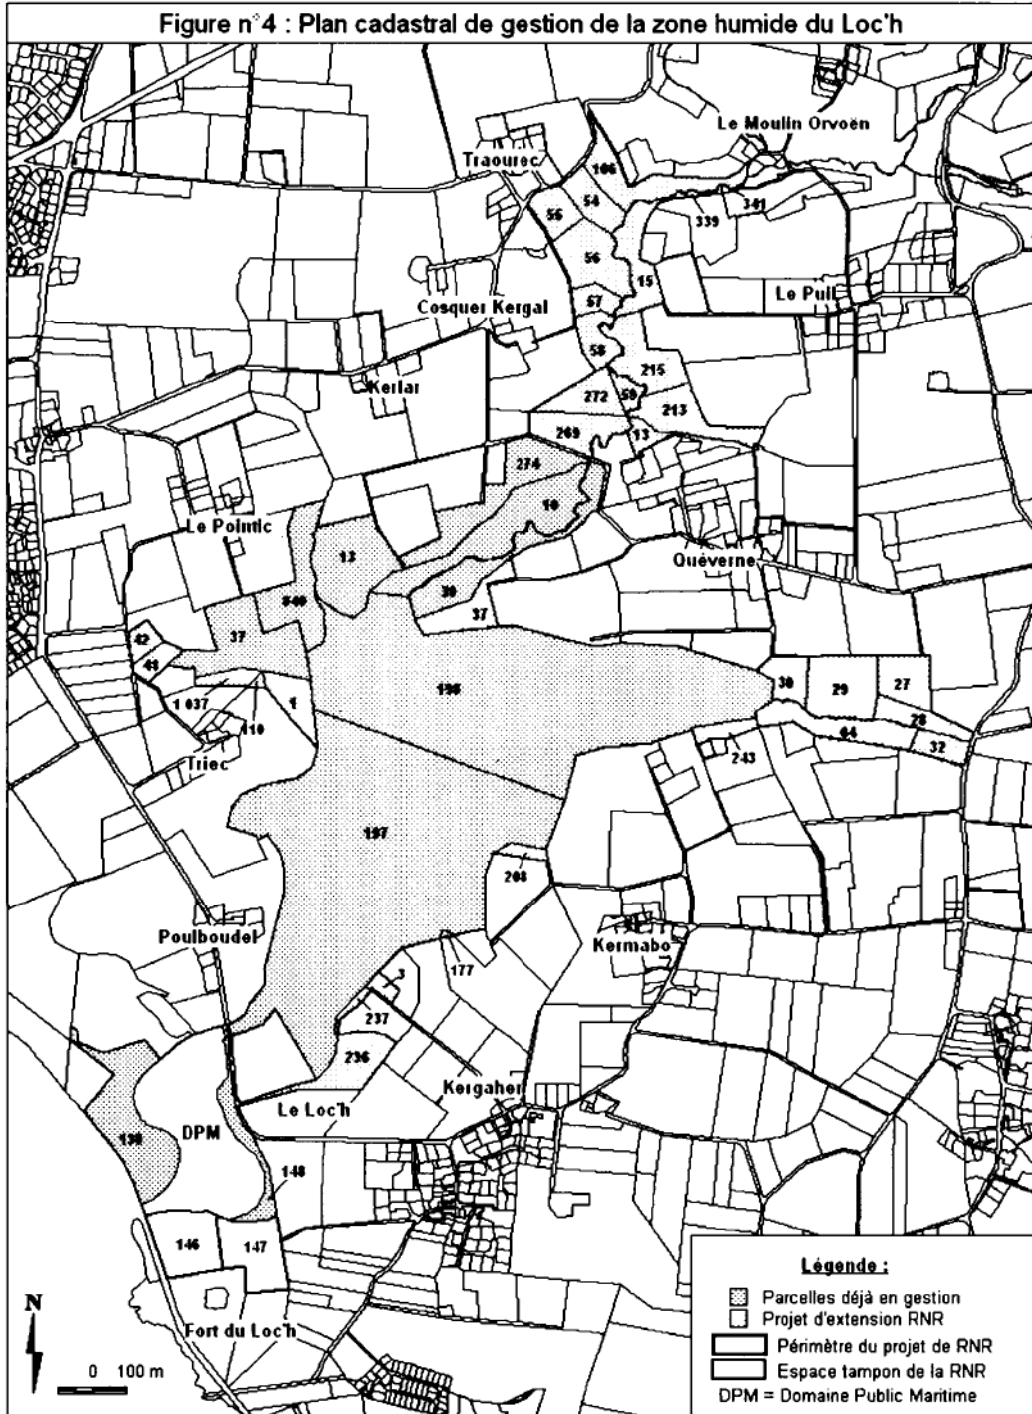 Figure n°4 : Plan cadastral de gestion de la zone humide du Loc'h
Le Moulin Orvoën
Traourec
106
54
56
339
341
56
15
Le Puil
57
Cosquer Kergal
58
215
Kerlar
272
59
213
269
13
274
10
Le Pointic
13
Quéverne
37
42
37
41
196
30
29
27
1 037
1
28
110
64
32
Triec
243
197
208
Poulboudel
Kermabo
177
3
237
236
Kergaher
Le Loc'h
138
DPM
148
146
147
Fort du Loc'h
N
0 100 m
Légende :
Parcelles déjà en gestion
Projet d'extension RNR
Périmètre du projet de RNR
Espace tampon de la RNR
DPM = Domaine Public Maritime